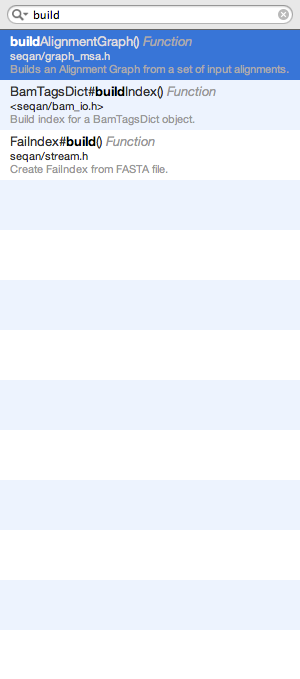 build
buildAlignmentGraph() Function
seqan/graph_msa.h
Builds an Alignment Graph from a set of input alignments.
BamTagsDict#buildIndex() Function
<seqan/bam_io.h>
Build index for a BamTagsDict object.
FaiIndex#build() Function
seqan/stream.h
Create FaiIndex from FASTA file.